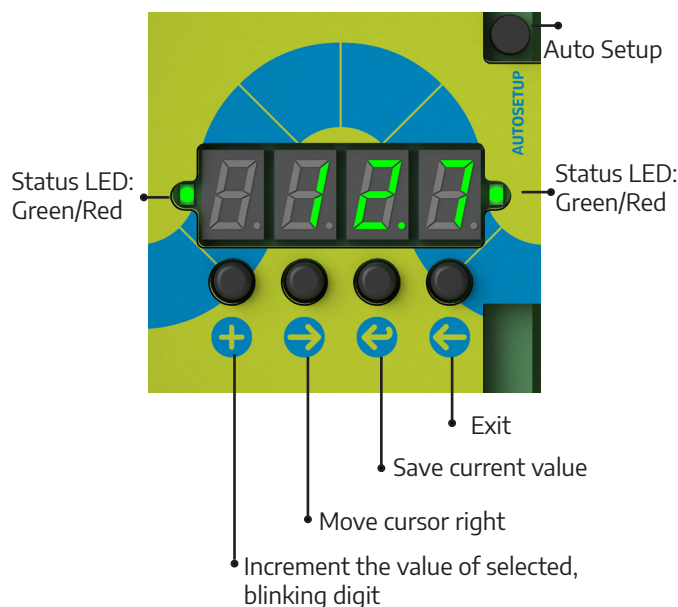 Auto Setup
AUTOSETUP
Status LED:
Green/Red
Status LED:
Green/Red
12.7
Exit
Save current value
Move cursor right
Increment the value of selected,
blinking digit